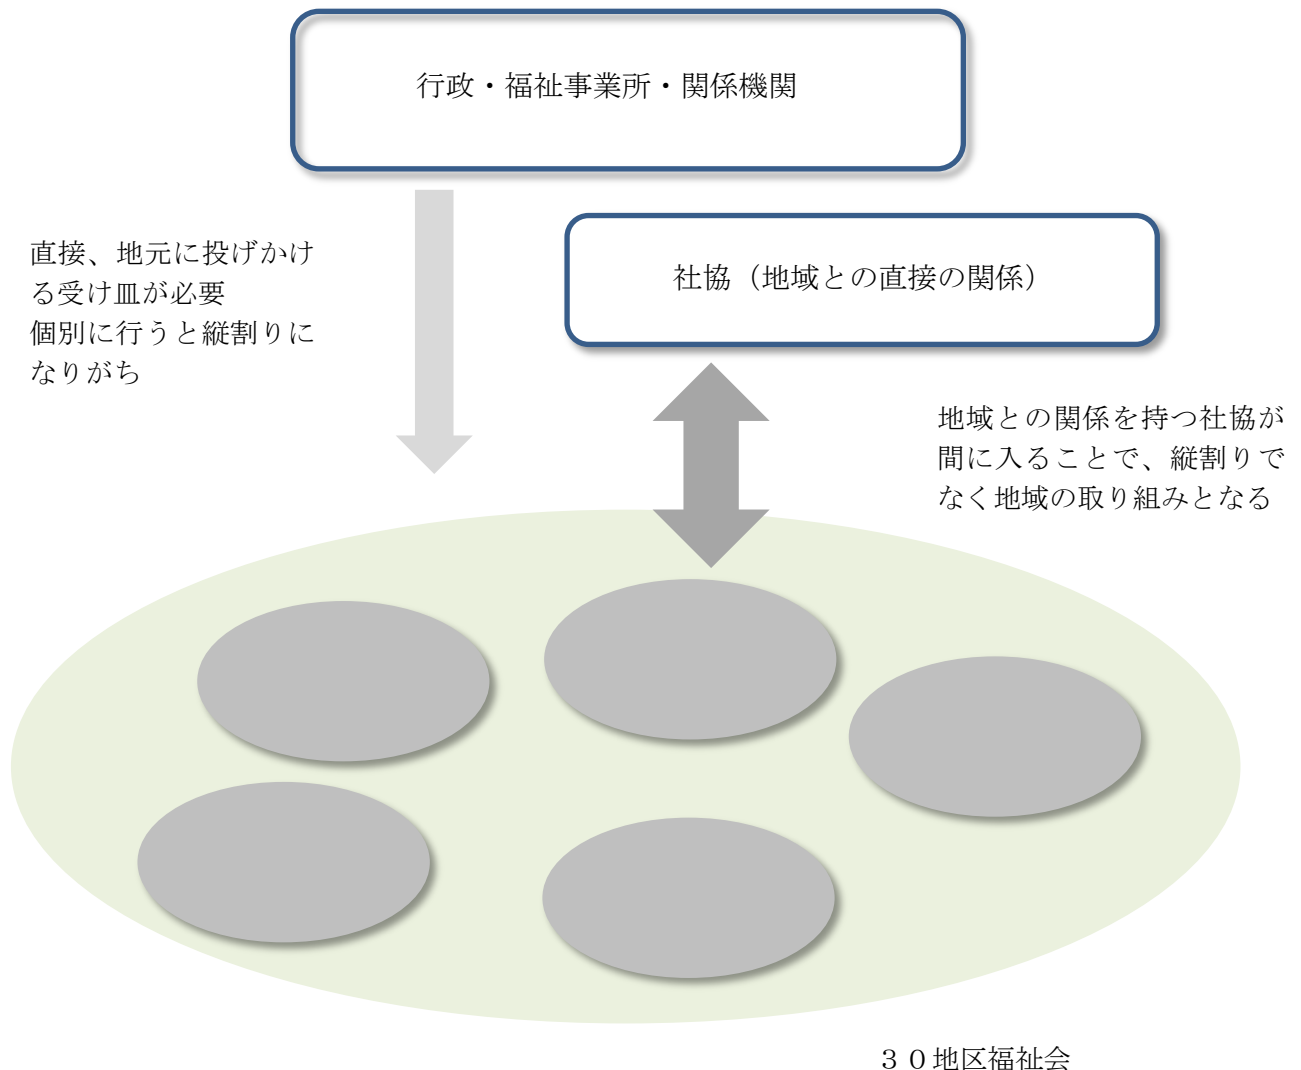 行政・福祉事業所・関係機関
直接、地元に投げかけ
る受け皿が必要
個別に行うと縦割りに
なりがち
社協（地域との直接の関係）
地域との関係を持つ社協が
間に入ることで、縦割りで
なく地域の取り組みとなる
３０地区福祉会